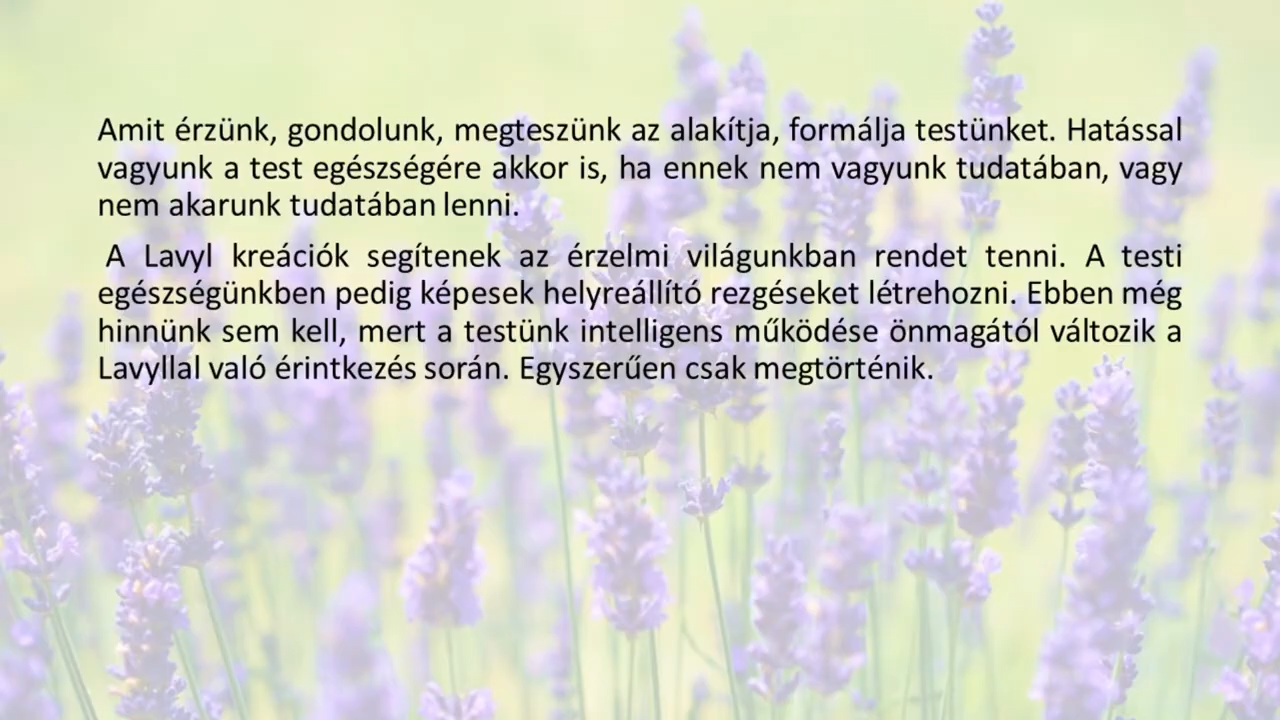 Amit érzünk, gondolunk, megteszünk az alakítja, formálja testünket. Hatással
vagyunk a test egészségére akkor is, ha ennek nem vagyunk tudatában, vagy
nem akarunk tudatában lenni.
A Lavyl kreációk segítenek az érzelmi világunkban rendet tenni. A testi
egészségünkben pedig képesek helyreállító rezgéseket létrehozni. Ebben még
hinnünk sem kell, mert a testünk intelligens működése önmagától változik a
Lavyllal való érintkezés során. Egyszerűen csak megtörténik.